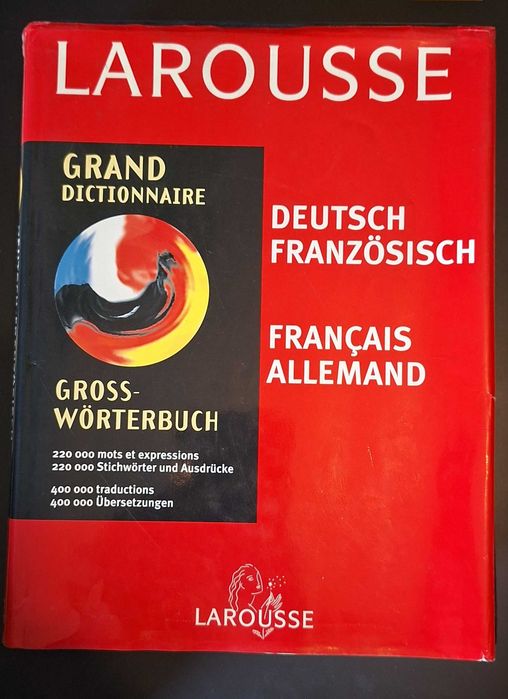 LAROUSSE
GRAND
DICTIONNAIRE
DEUTSCH
FRANZÖSISCH
FRANÇAIS
ALLEMAND
GROSS-
WÖRTERBUCH
220 000 mots et expressions
220 000 Stichwörter und Ausdrücke
400 000 traductions
400 000 Übersetzungen
LAROUSSE